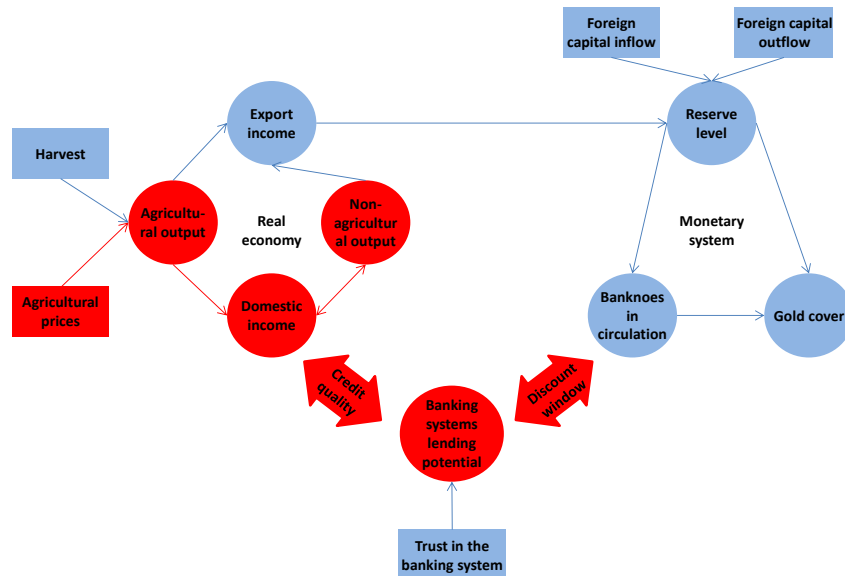 Foreign
capital inflow
Foreign capital
outflow
Export
income
Reserve
level
Harvest
Agricultu-
ral output
Real
economy
Non-
agricultur
al output
Monetary
system
Agricultural
prices
Domestic
income
Banknoes
in
circulation
Gold cover
Credit
quality
Discount
window
Banking
systems
lending
potential
Trust in the
banking system